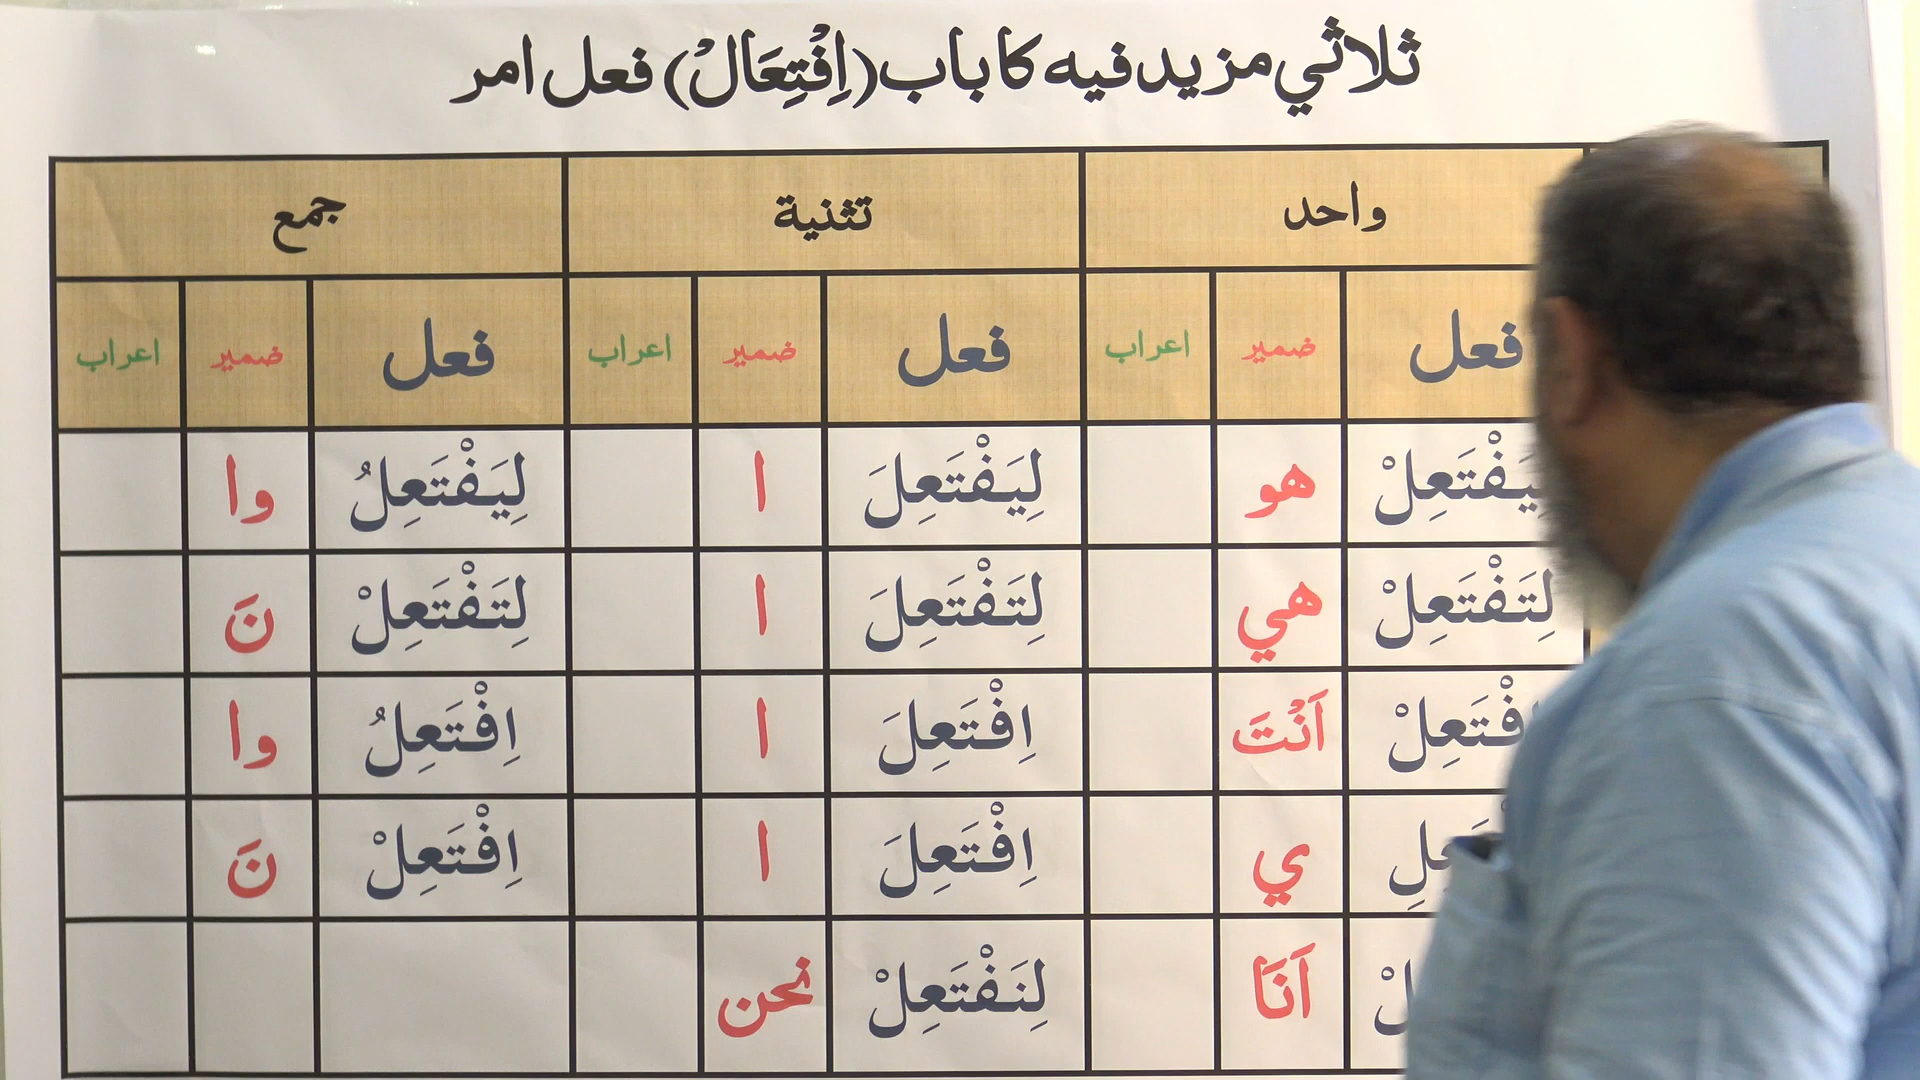 ثلاثي مزيد فيه كا باب (اِفْتِعَالْ) فعل امر
واحد تثنية جمع
فعل ضمير اعراب فعل ضمير اعراب فعل ضمير اعراب
لِيَفْتَعِلْ هو لِيَفْتَعِلَ ا لِيَفْتَعِلُ وا
لِتَفْتَعِلْ هي لِتَفْتَعِلَ ا لِتَفْتَعِلْ نَ
اِفْتَعِلْ اَنْتَ اِفْتَعِلَ ا اِفْتَعِلُ وا
ي اِفْتَعِلَ ا اِفْتَعِلْ نَ
اَنَا لِنَفْتَعِلْ نحن